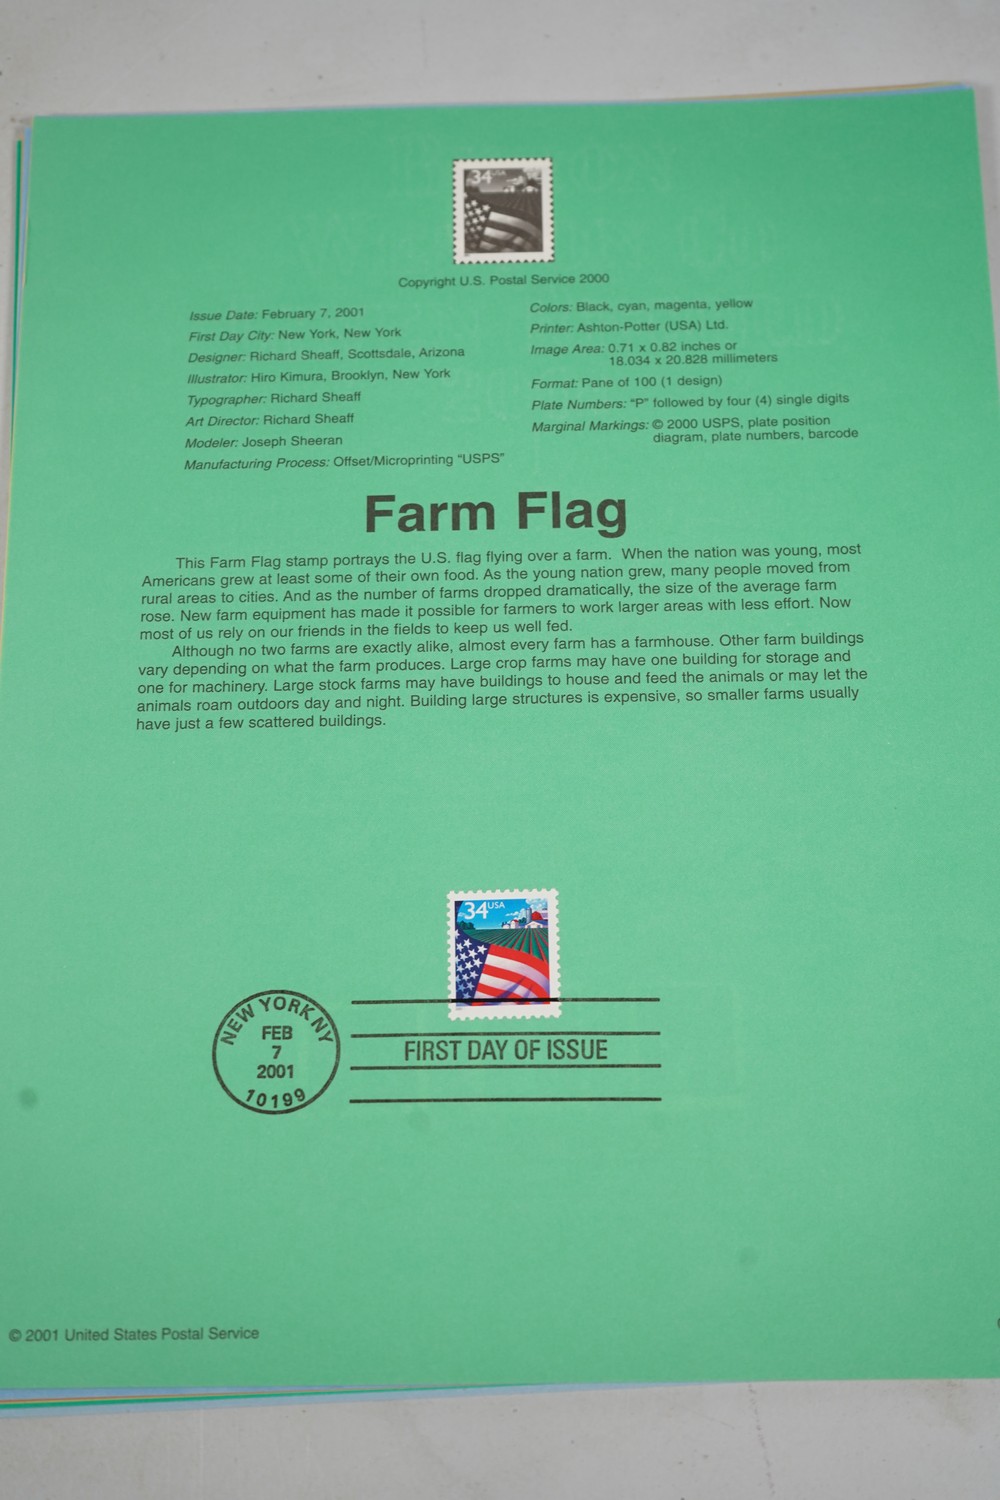 34 USA
Copyright U.S. Postal Service 2000
Issue Date: February 7, 2001
First Day City: New York, New York
Designer: Richard Sheaff, Scottsdale, Arizona
Illustrator: Hiro Kimura, Brooklyn, New York
Typographer: Richard Sheaff
Art Director: Richard Sheaff
Modeler: Joseph Sheeran
Manufacturing Process: Offset/Microprinting "USPS"
Colors: Black, cyan, magenta, yellow
Printer: Ashton-Potter (USA) Ltd.
Image Area: 0.71 x 0.82 inches or
18.034 x 20.828 millimeters
Format: Pane of 100 (1 design)
Plate Numbers: "P" followed by four (4) single digits
Marginal Markings: © 2000 USPS, plate position
diagram, plate numbers, barcode
Farm Flag
This Farm Flag stamp portrays the U.S. flag flying over a farm. When the nation was young, most
Americans grew at least some of their own food. As the young nation grew, many people moved from
rural areas to cities. And as the number of farms dropped dramatically, the size of the average farm
rose. New farm equipment has made it possible for farmers to work larger areas with less effort. Now
most of us rely on our friends in the fields to keep us well fed.
Although no two farms are exactly alike, almost every farm has a farmhouse. Other farm buildings
vary depending on what the farm produces. Large crop farms may have one building for storage and
one for machinery. Large stock farms may have buildings to house and feed the animals or may let the
animals roam outdoors day and night. Building large structures is expensive, so smaller farms usually
have just a few scattered buildings.
34 USA
NEW YORK NY
FEB
7
2001
10199
FIRST DAY OF ISSUE
© 2001 United States Postal Service